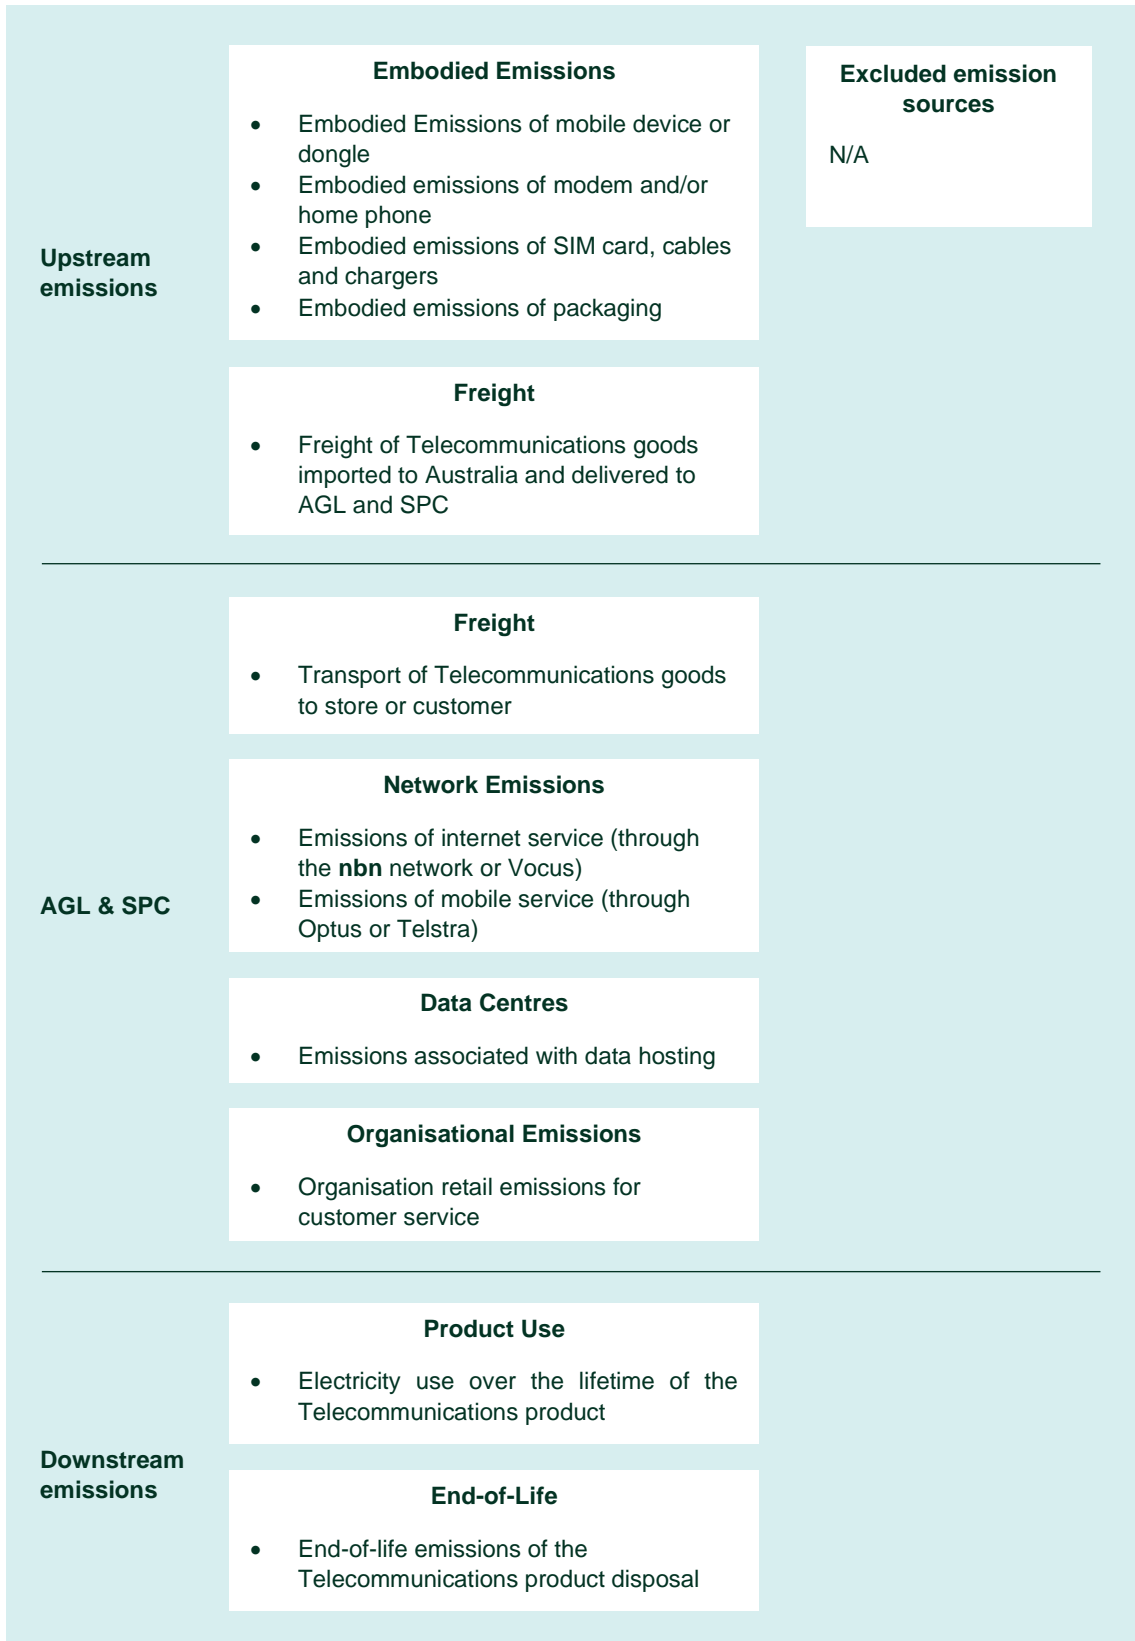 Upstream
emissions
Embodied Emissions
• Embodied Emissions of mobile device or
dongle
• Embodied emissions of modem and/or
home phone
• Embodied emissions of SIM card, cables
and chargers
• Embodied emissions of packaging
Excluded emission
sources
N/A
Freight
• Freight of Telecommunications goods
imported to Australia and delivered to
AGL and SPC
AGL & SPC
Freight
• Transport of Telecommunications goods
to store or customer
Network Emissions
• Emissions of internet service (through
the nbn network or Vocus)
• Emissions of mobile service (through
Optus or Telstra)
Data Centres
• Emissions associated with data hosting
Organisational Emissions
• Organisation retail emissions for
customer service
Downstream
emissions
Product Use
• Electricity use over the lifetime of the
Telecommunications product
End-of-Life
• End-of-life emissions of the
Telecommunications product disposal